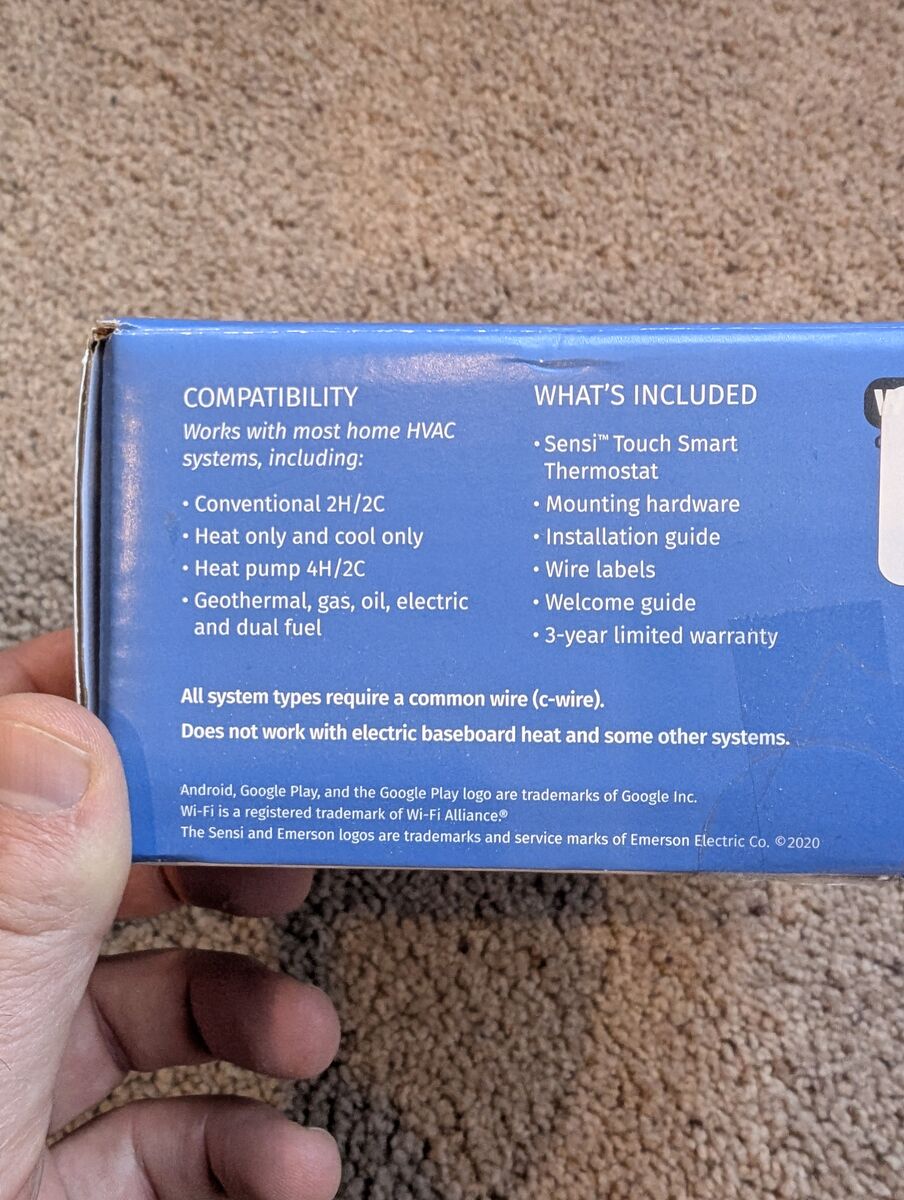 COMPATIBILITY
Works with most home HVAC
systems, including:
• Conventional 2H/2C
• Heat only and cool only
• Heat pump 4H/2C
• Geothermal, gas, oil, electric
and dual fuel
WHAT'S INCLUDED
• Sensi™ Touch Smart
Thermostat
• Mounting hardware
• Installation guide
• Wire labels
• Welcome guide
• 3-year limited warranty
All system types require a common wire (c-wire).
Does not work with electric baseboard heat and some other systems.
Android, Google Play, and the Google Play logo are trademarks of Google Inc.
Wi-Fi is a registered trademark of Wi-Fi Alliance®
The Sensi and Emerson logos are trademarks and service marks of Emerson Electric Co. ©2020